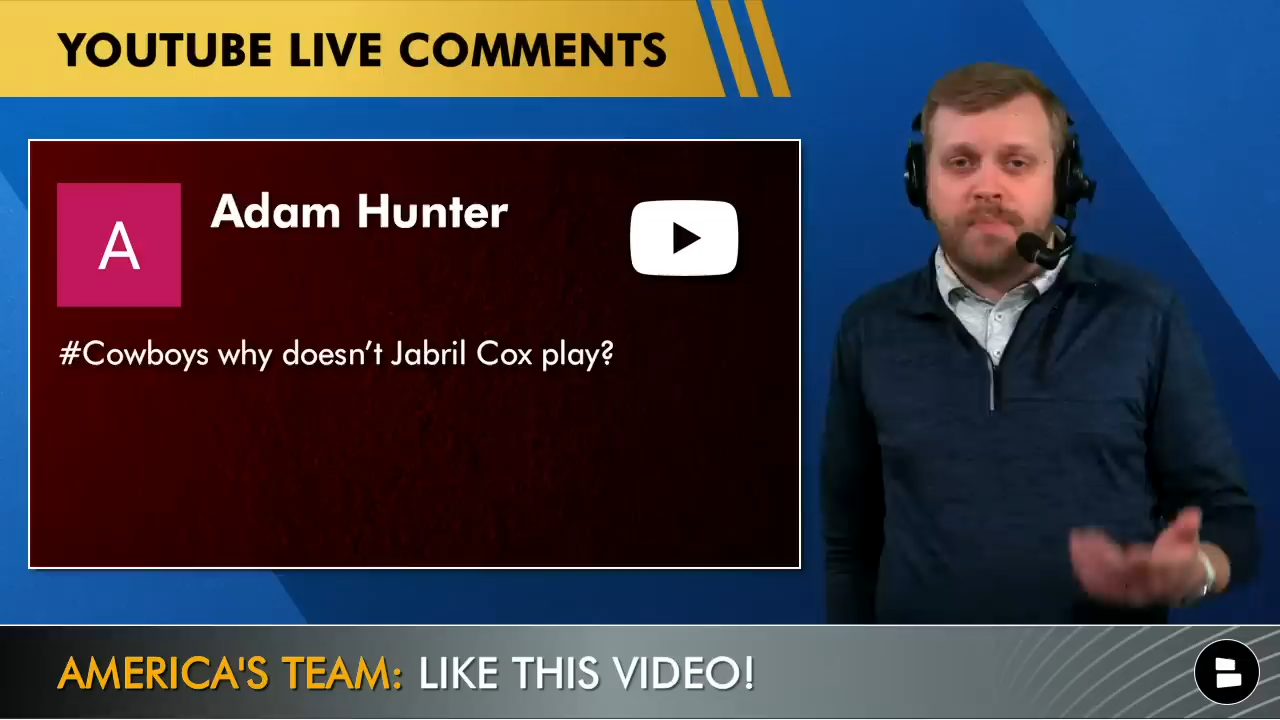 YOUTUBE LIVE COMMENTS
A
Adam Hunter
#Cowboys why doesn't Jabril Cox play?
AMERICA'S TEAM: LIKE THIS VIDEO!